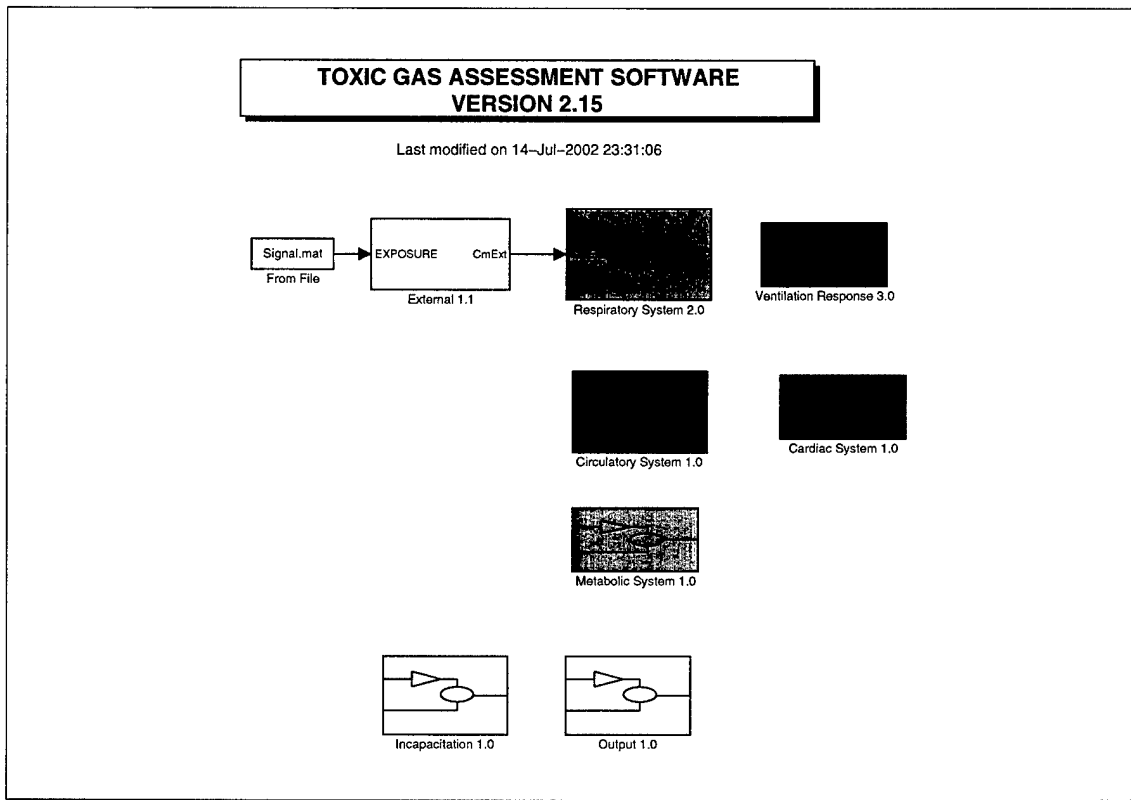 TOXIC GAS ASSESSMENT SOFTWARE
VERSION 2.15
Last modified on 14-Jul-2002 23:31:06
Signal.mat
From File
EXPOSURE
CmExt
External 1.1
Respiratory System 2.0
Ventilation Response 3.0
Circulatory System 1.0
Cardiac System 1.0
Metabolic System 1.0
Incapacitation 1.0
Output 1.0